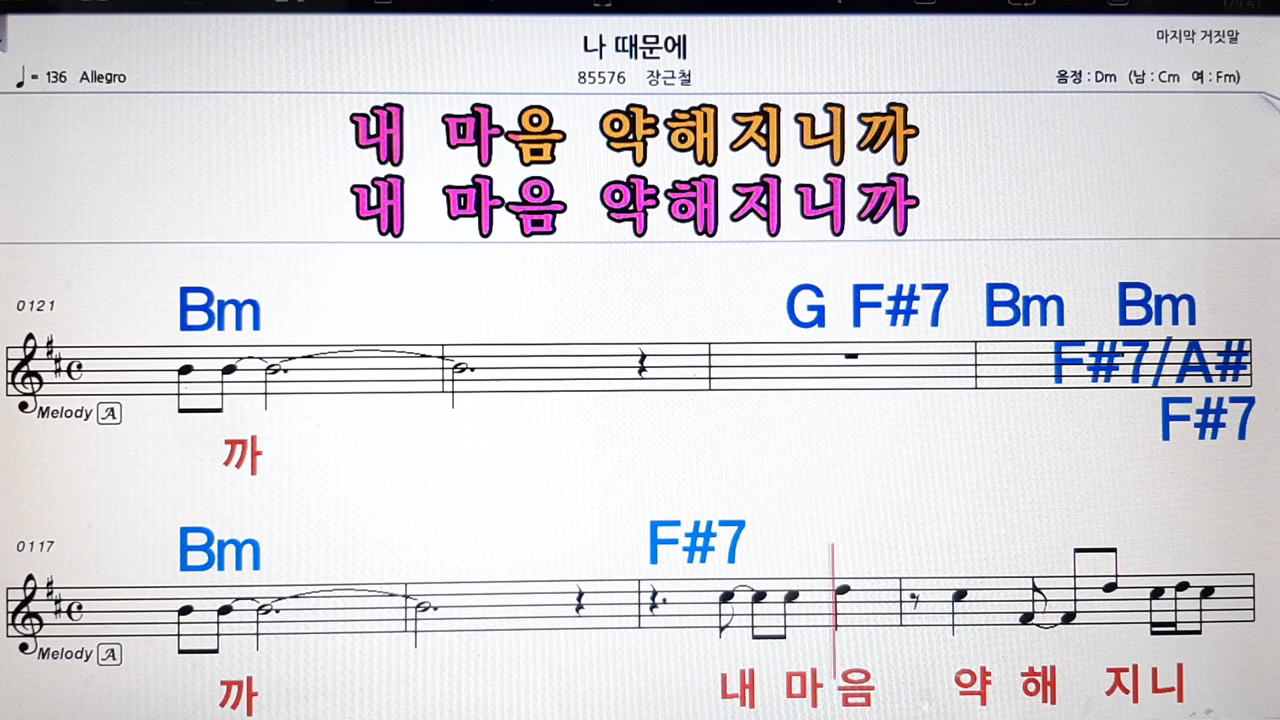 나 때문에
마지막 거짓말
♩= 136 Allegro
85576 장근철
음정 : Dm (남 : Cm 여 : Fm)
내 마음 약해지니까
내 마음 약해지니까
0121
Bm G F#7 Bm Bm
F#7/A#
F#7
Melody A
까
0117
Bm F#7
Melody A
까 내 마 음 약 해 지 니